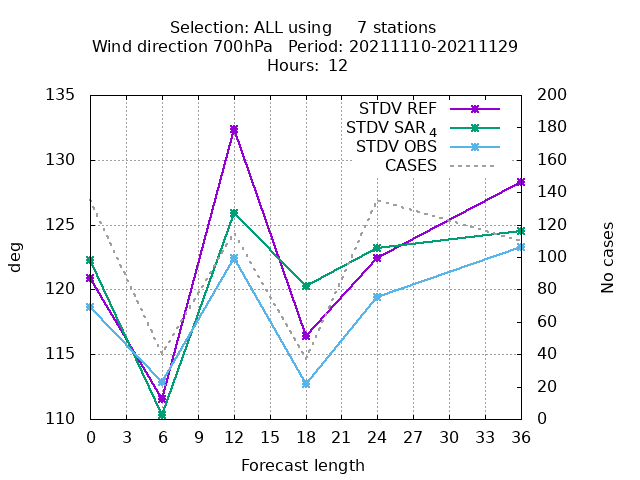 Selection: ALL using 7 stations
Wind direction 700hPa Period: 20211110-20211129
Hours: 12
135 200
STDV REF
180
STDV SAR 4
STDV OBS
130 160
CASES
140
125 120
100
120 80
60
115 40
20
110 0
deg
No cases
0 3 6 9 12 15 18 21 24 27 30 33 36
Forecast length